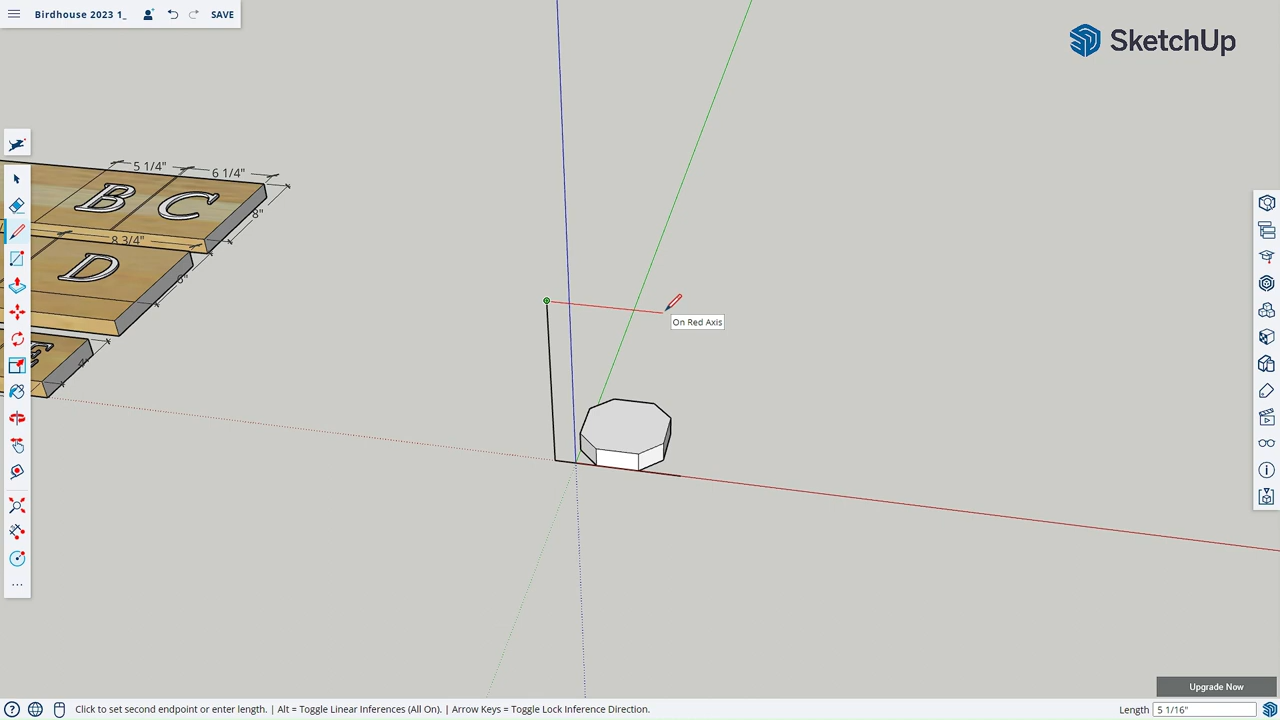 Birdhouse 2023 1_
SAVE
SketchUp
5 1/4"
6 1/4"
B
C
8"
8 3/4"
D
On Red Axis
E
Upgrade Now
Click to set second endpoint or enter length. | Alt = Toggle Linear Inferences (All On). | Arrow Keys = Toggle Lock Inference Direction.
Length
5 1/16"